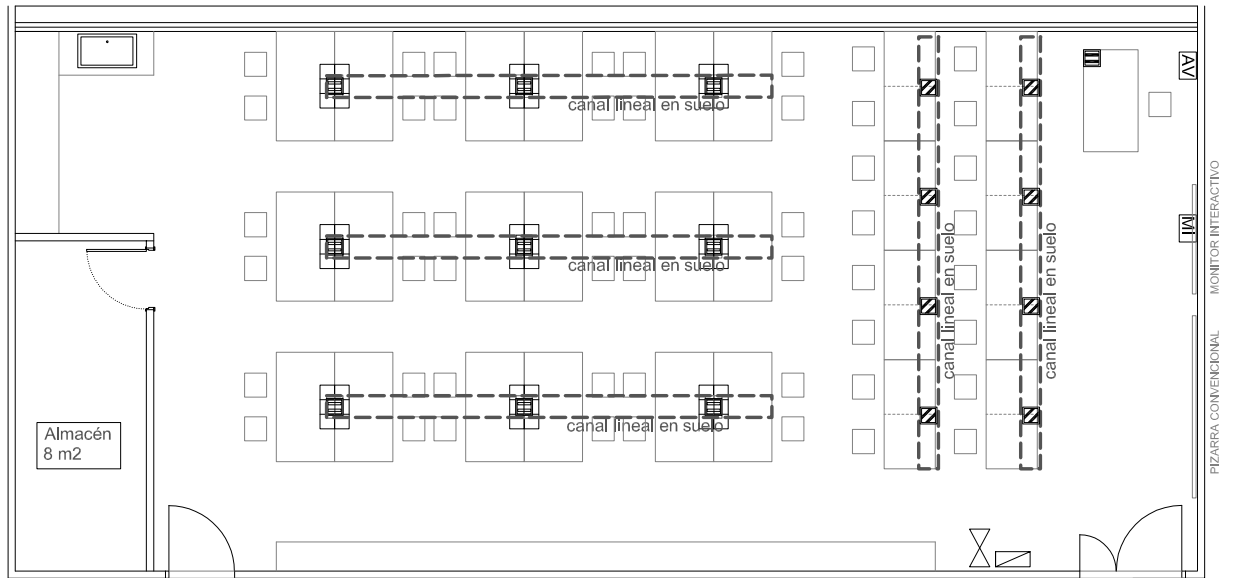 AV
canal lineal en suelo
MONITOR INTERACTIVO
MI
canal lineal en suelo
canal lineal en suelo
canal lineal en suelo
PIZARRA CONVENCIONAL
canal lineal en suelo
Almacén
8 m2